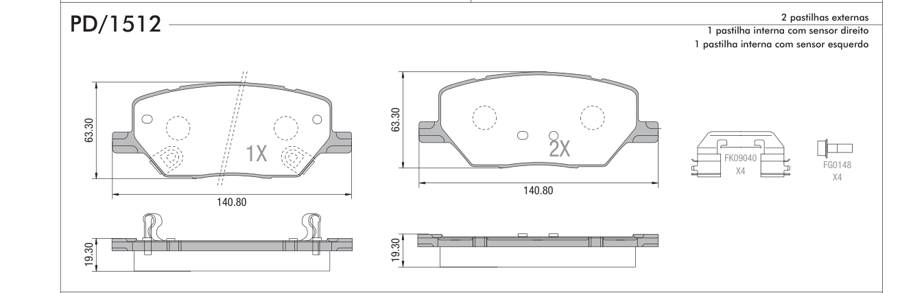 PD/1512
2 pastilhas externas
1 pastilha interna com sensor direito
1 pastilha interna com sensor esquerdo
63.30
1X
140.80
19.30
63.30
2X
140.80
19.30
FK09040
X4
FG0148
X4